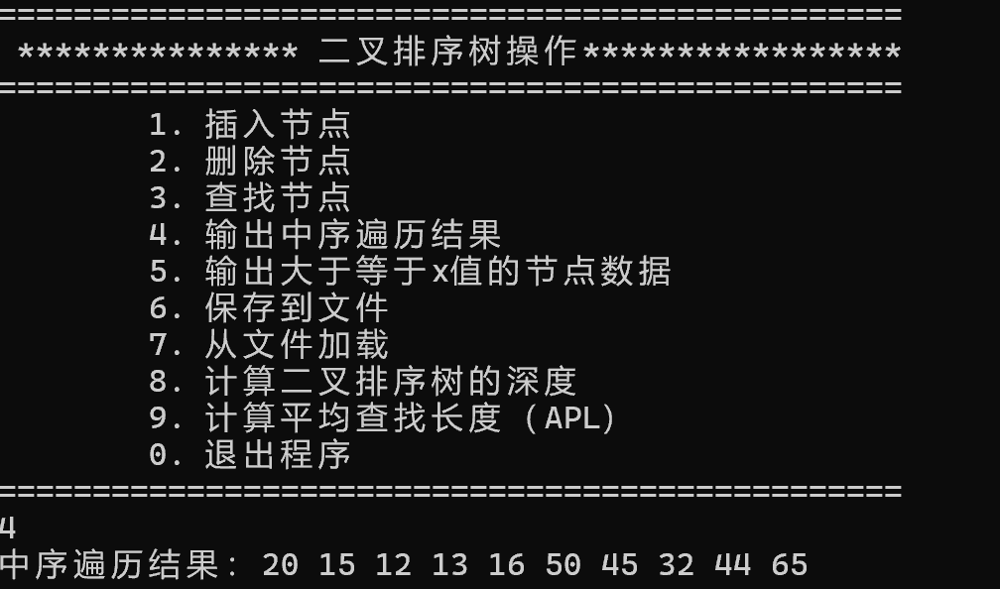 ================================================
*************** 二叉排序树操作*****************
================================================
1. 插入节点
2. 删除节点
3. 查找节点
4. 输出中序遍历结果
5. 输出大于等于x值的节点数据
6. 保存到文件
7. 从文件加载
8. 计算二叉排序树的深度
9. 计算平均查找长度（APL）
0. 退出程序
================================================
4
中序遍历结果：20 15 12 13 16 50 45 32 44 65